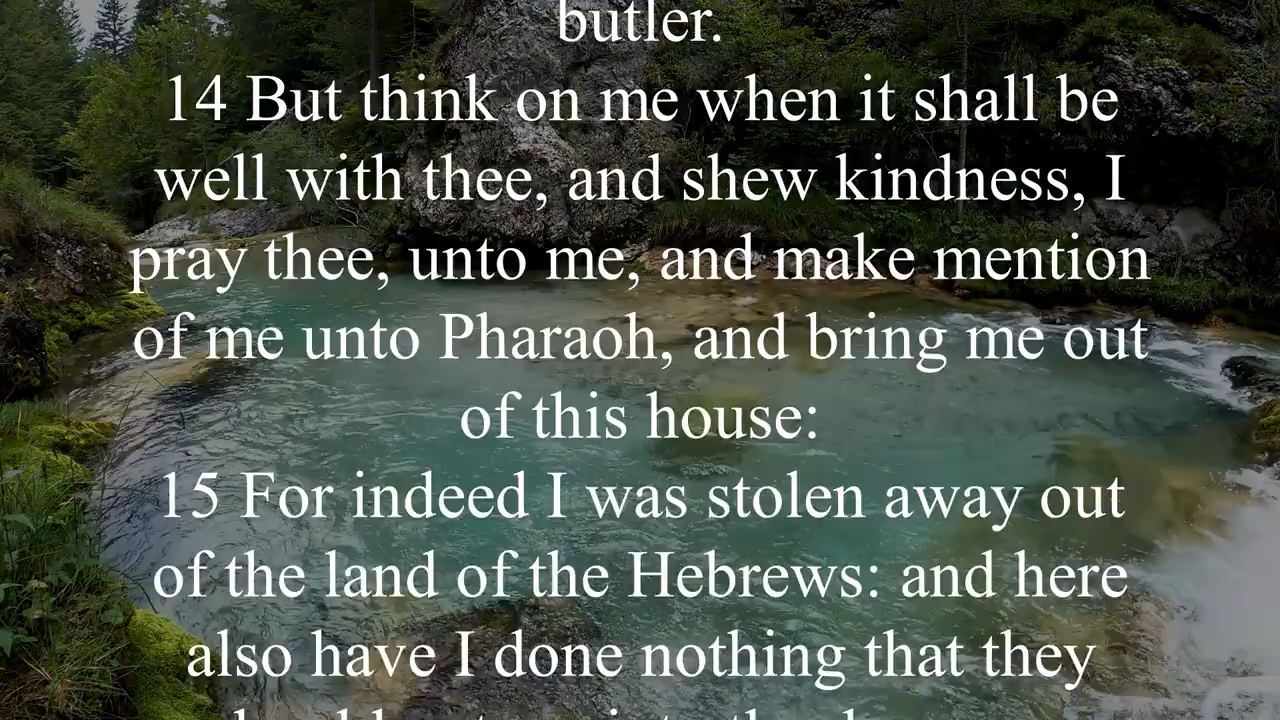 butler.
14 But think on me when it shall be
well with thee, and shew kindness, I
pray thee, unto me, and make mention
of me unto Pharaoh, and bring me out
of this house:
15 For indeed I was stolen away out
of the land of the Hebrews: and here
also have I done nothing that they